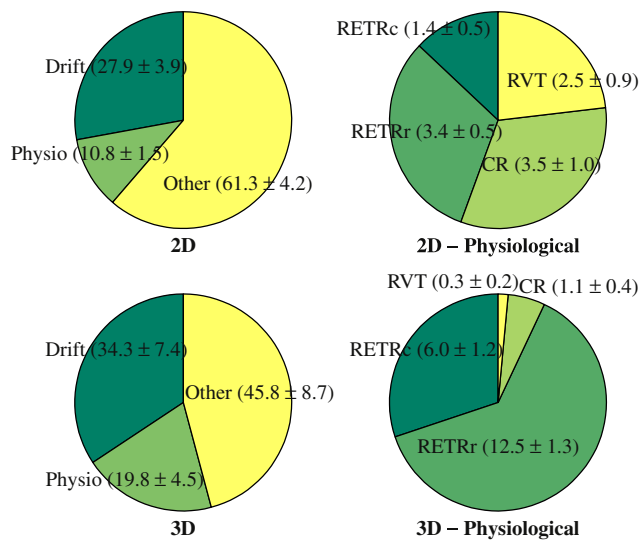 RETRc (1.4 ± 0.5)
Drift (27.9 ± 3.9)
RVT (2.5 ± 0.9)
RETRr (3.4 ± 0.5)
Physio (10.8 ± 1.5)
CR (3.5 ± 1.0)
Other (61.3 ± 4.2)
2D
2D – Physiological
RVT (0.3 ± 0.2)
CR (1.1 ± 0.4)
Drift (34.3 ± 7.4)
RETRc (6.0 ± 1.2)
Other (45.8 ± 8.7)
RETRr (12.5 ± 1.3)
Physio (19.8 ± 4.5)
3D
3D – Physiological